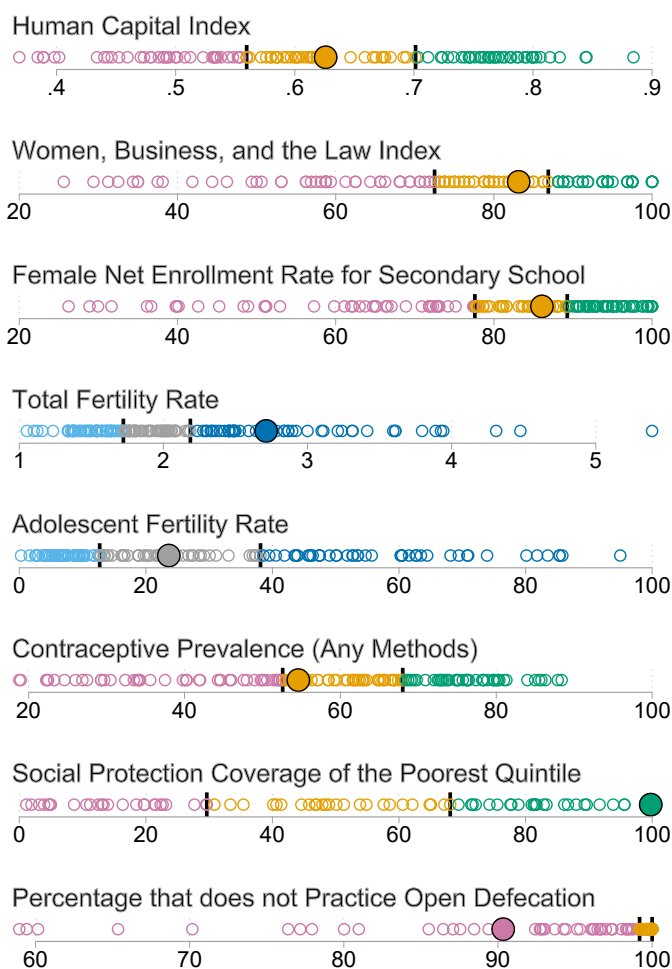 Human Capital Index
.4 .5 .6 .7 .8 .9
Women, Business, and the Law Index
20 40 60 80 100
Female Net Enrollment Rate for Secondary School
20 40 60 80 100
Total Fertility Rate
1 2 3 4 5
Adolescent Fertility Rate
0 20 40 60 80 100
Contraceptive Prevalence (Any Methods)
20 40 60 80 100
Social Protection Coverage of the Poorest Quintile
0 20 40 60 80 100
Percentage that does not Practice Open Defecation
60 70 80 90 100